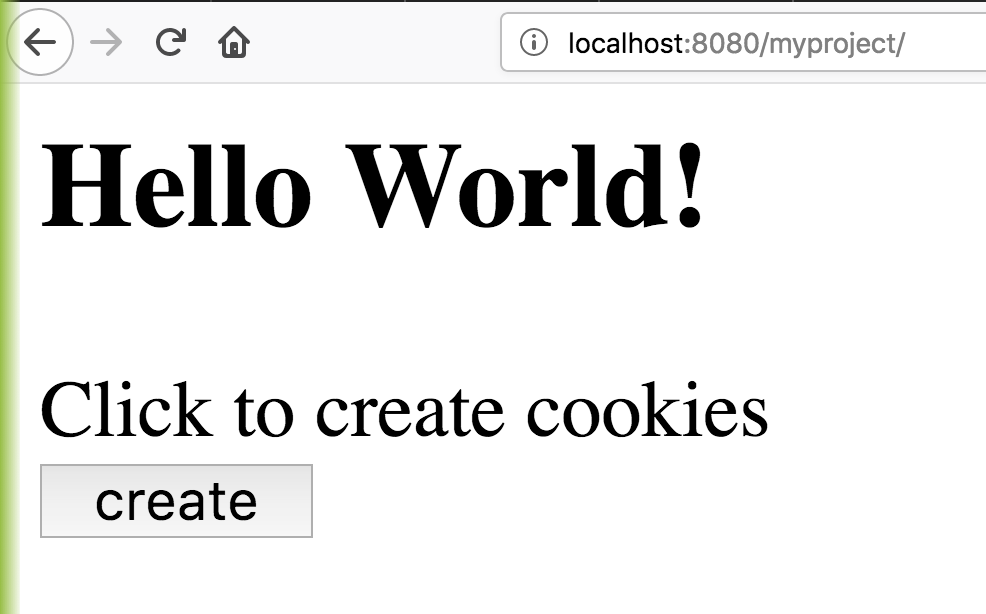 localhost:8080/myproject/
Hello World!
Click to create cookies
create